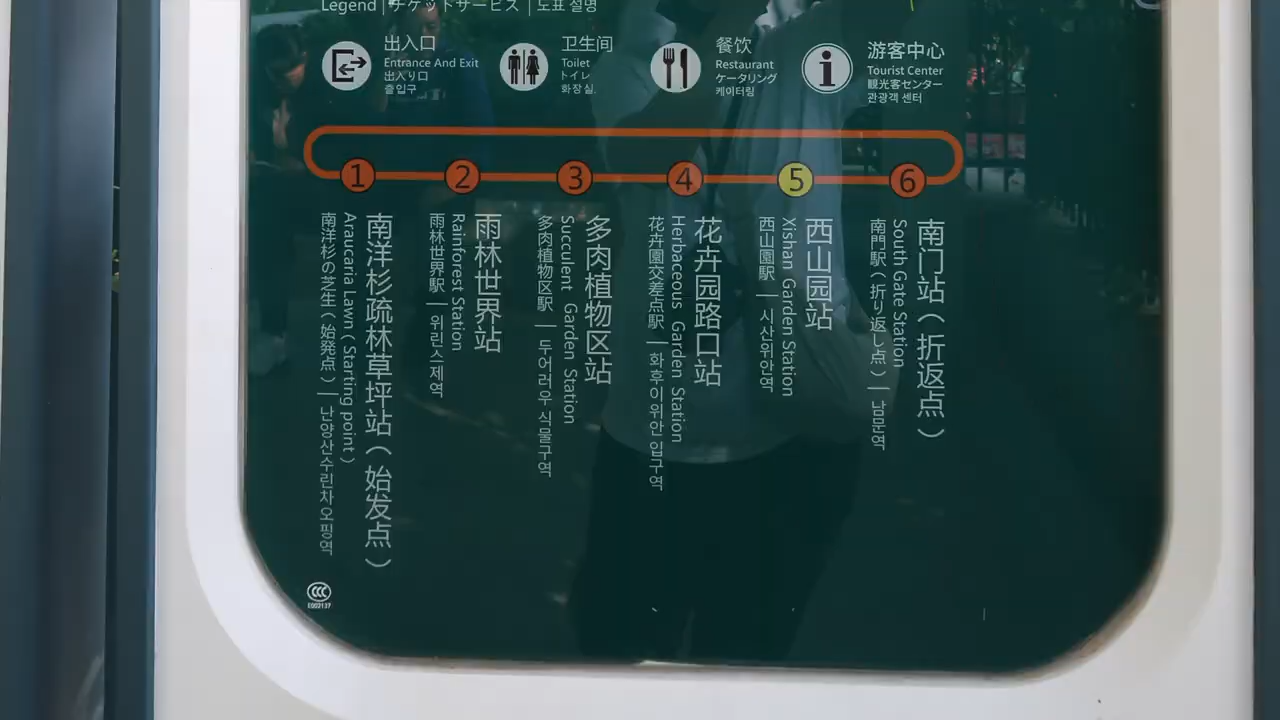 Legend | チケットサービス | 도표 설명
出入口
Entrance And Exit
出入り口
출입구
卫生间
Toilet
トイレ
화장실
餐饮
Restaurant
ケータリング
케이터링
游客中心
Tourist Center
観光客センター
관광객 센터
1
2
3
4
5
6
南洋杉疏林草坪站（始发点）
Araucaria Lawn ( Starting point )
南洋杉の芝生（始発点）— 난양산수린차오핑역
雨林世界站
Rainforest Station
雨林世界駅 — 위린스제역
多肉植物区站
Succulent Garden Station
多肉植物区駅 — 두어러우 식물구역
花卉园路口站
Herbaceous Garden Station
花卉園交差点駅 — 화후이위안 입구역
西山园站
Xishan Garden Station
西山園駅 — 시산위안역
南门站（折返点）
South Gate Station
南門駅（折り返し点）— 남문역
CCC
E002137